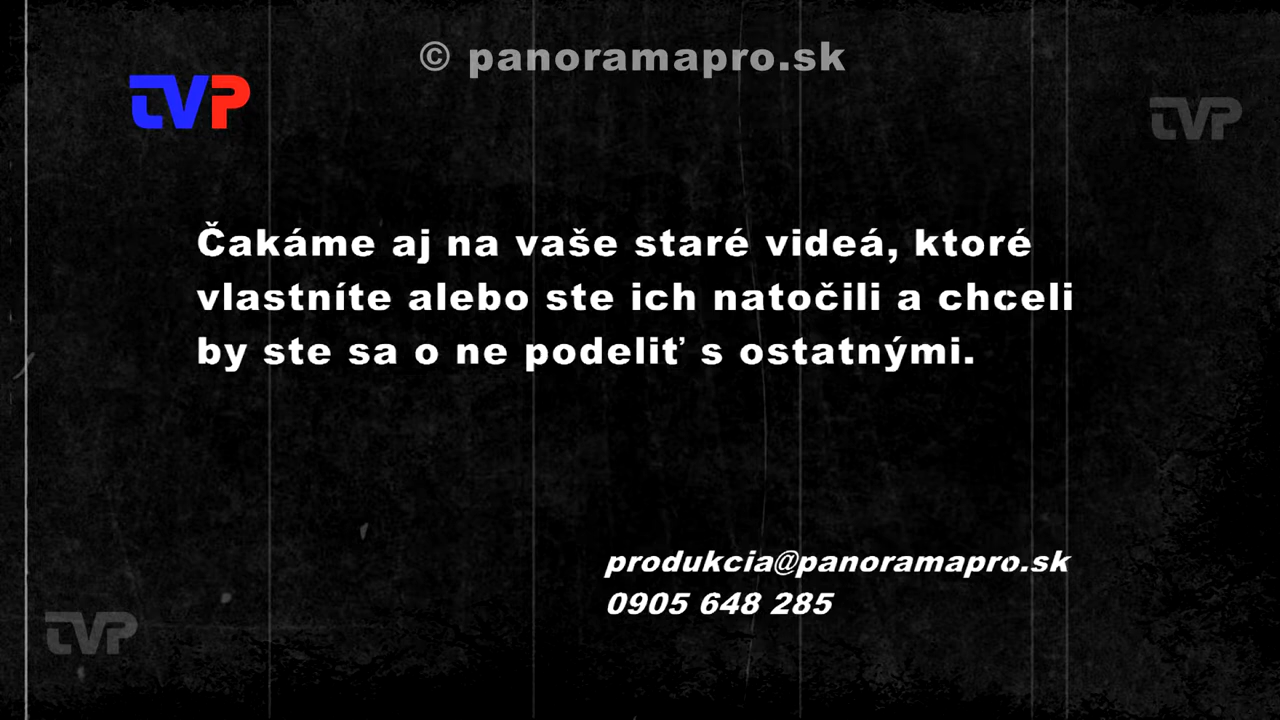 © panoramapro.sk
TVP
TVP
Čakáme aj na vaše staré videá, ktoré
vlastníte alebo ste ich natočili a chceli
by ste sa o ne podeliť s ostatnými.
produkcia@panoramapro.sk
0905 648 285
TVP